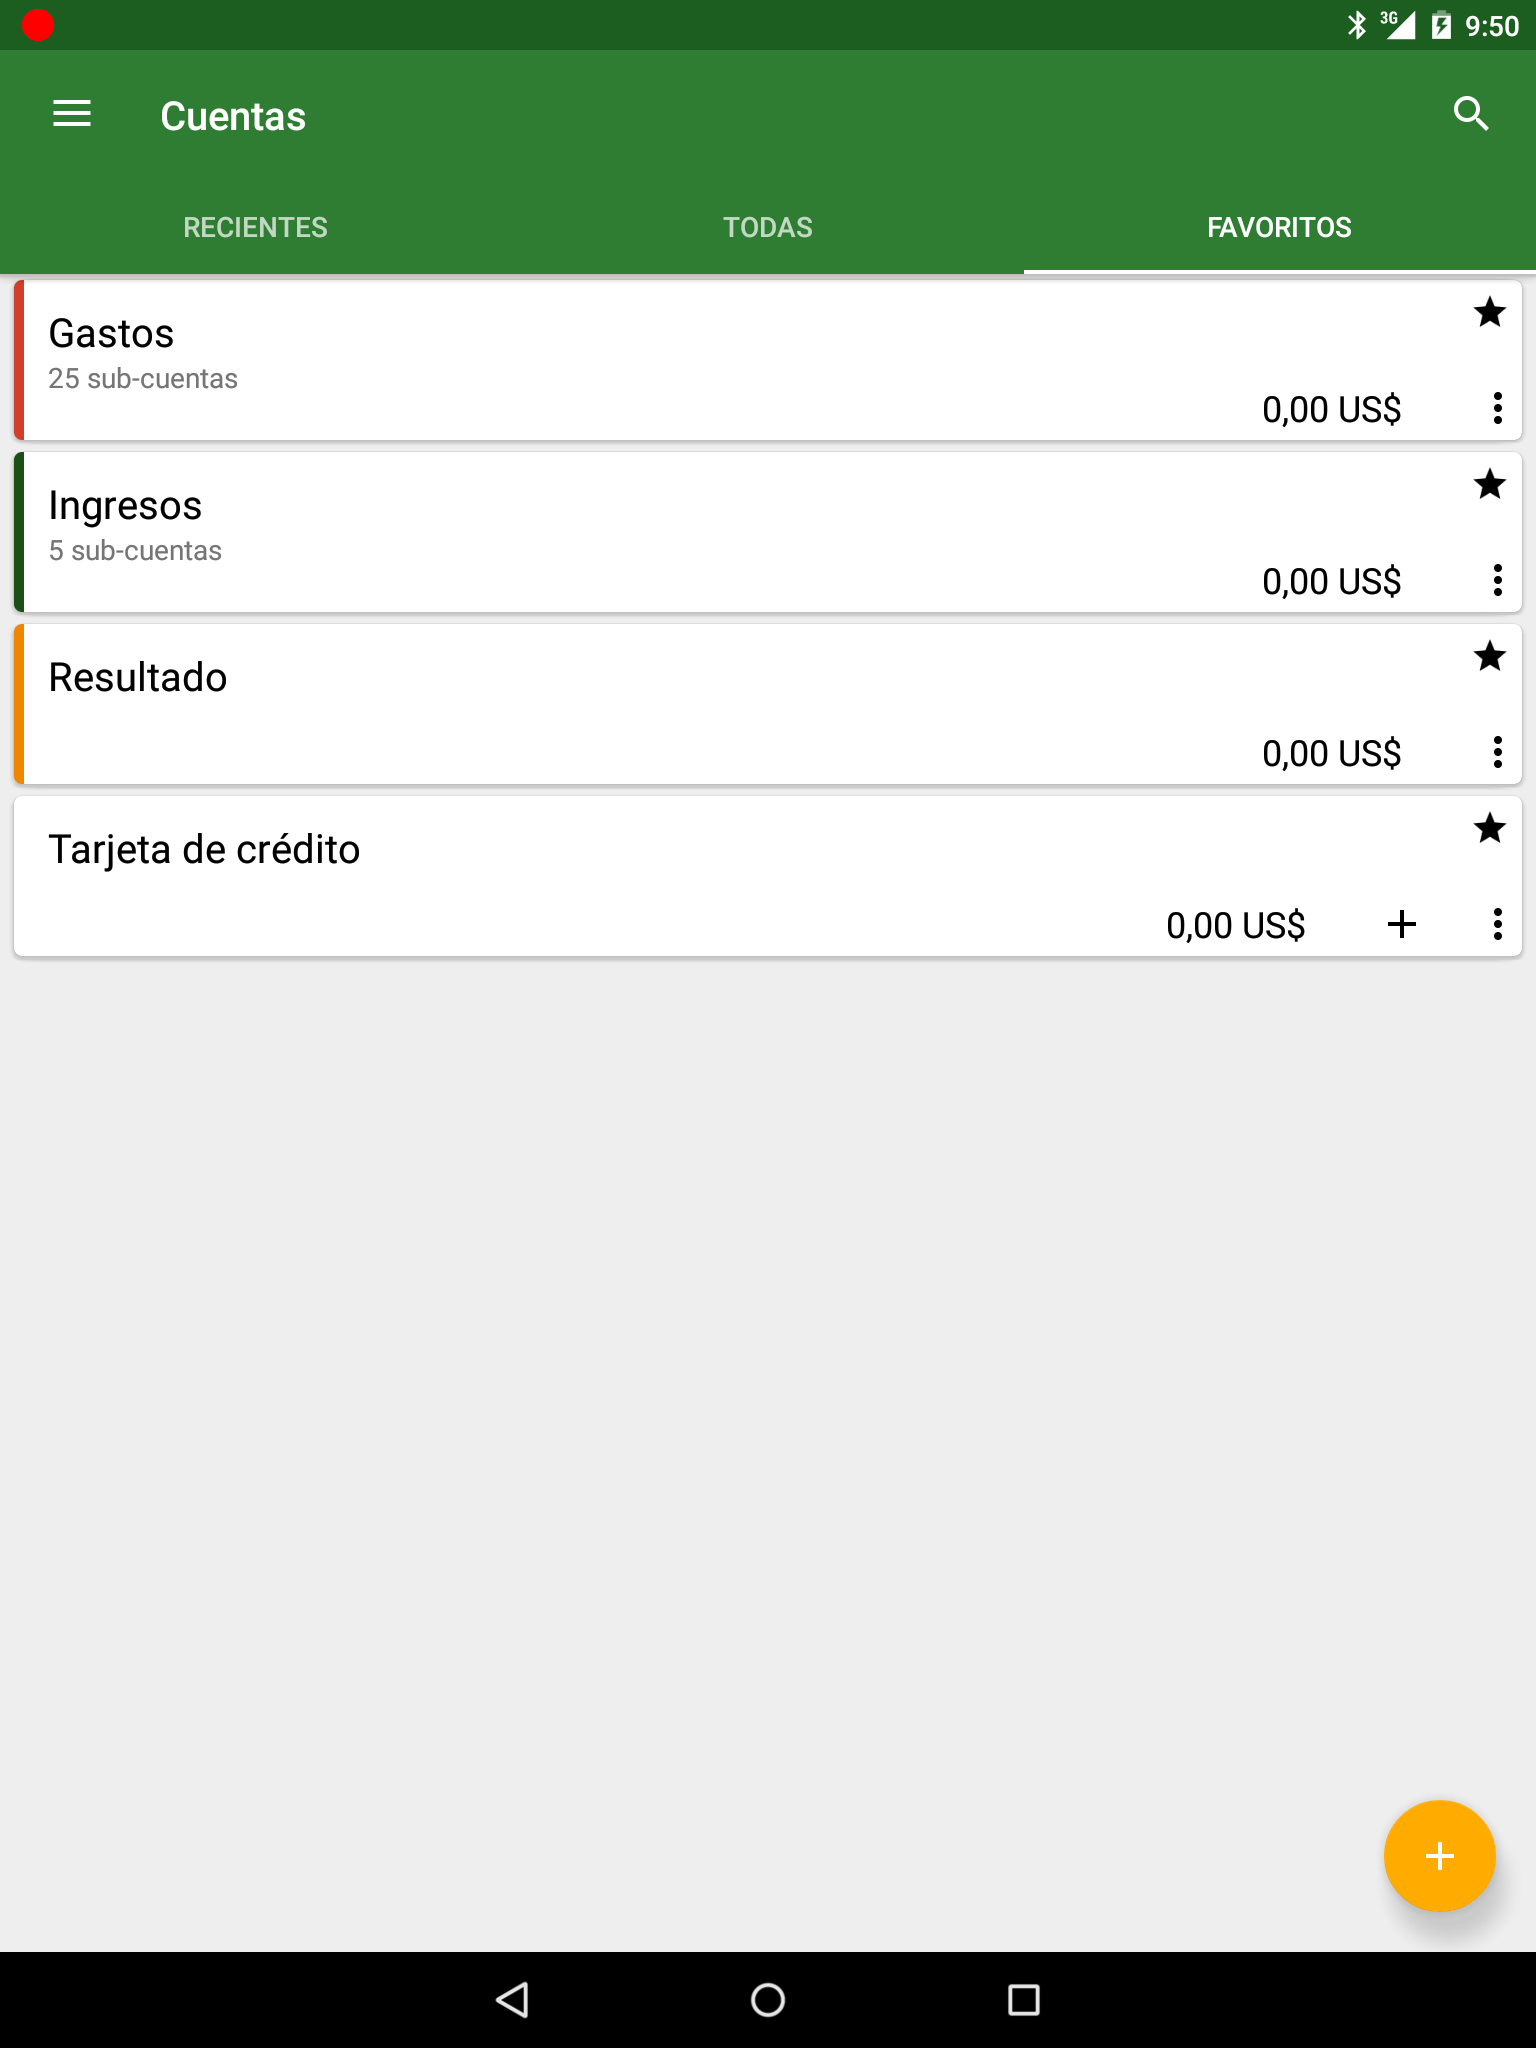 3G 9:50
Cuentas
RECIENTES TODAS FAVORITOS
Gastos
25 sub-cuentas
0,00 US$
Ingresos
5 sub-cuentas
0,00 US$
Resultado
0,00 US$
Tarjeta de crédito
0,00 US$